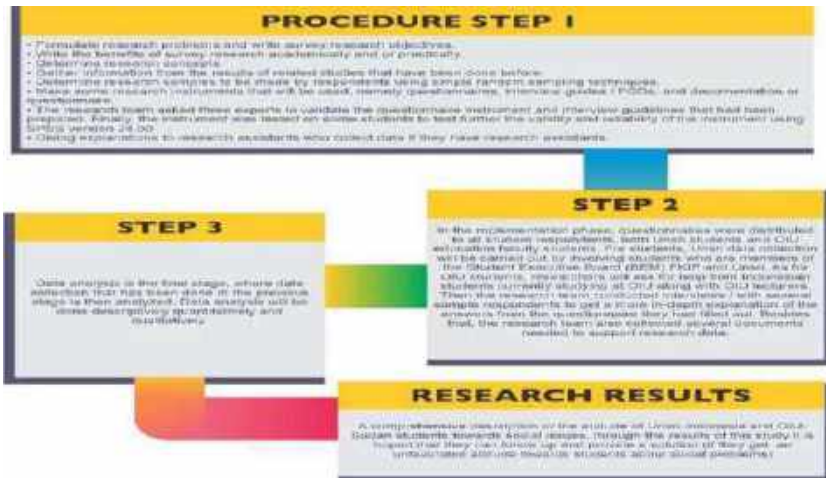 PROCEDURE STEP I
• Formulate research problems and write survey research objectives.
• Write the benefits of survey research academically and or practically.
• Determine research concepts.
• Gather information from the results of related studies that have been done before.
• Determine research samples to be made by respondents using simple random sampling techniques.
• Make some research instruments that will be used, namely questionnaires, interview guides / FGDs, and documentation or
questionnaire.
• The research team asked three experts to validate the questionnaire instrument and interview guidelines that had been
prepared. Finally, the instrument was tested on some students to test further the validity and reliability of the instrument using
SPSS version
• Giving explanations to research assistants who collect data if they have research assistants.
STEP 2
In the implementation phase, questionnaires were distributed
to all student respondents, both Unsri students and OIU
education faculty students. For students, Unsri data collection
will be carried out by involving students who are members of
the Student Executive Board (BEM) and Unsri. As for
OIU students, researchers will ask for help from Indonesian
students currently studying at OIU along with OIU lecturers.
Then the research team conducted interviews with several
sample respondents to get a more in-depth explanation of the
answers from the questionnaires they had filled out. Besides
that, the research team also collected several documents
needed to support research data.
STEP 3
Data analysis is the final stage, where data
collection that has been done in the previous
stage is then analyzed. Data analysis will be
done descriptively quantitatively and
qualitatively
RESEARCH RESULTS
A comprehensive description of the attitude of Unsri Indonesia and OIU
Sudan students towards social issues, through the results of this study it is
hoped that they can follow up and provide a solution if they get an
attitude towards students about social problems